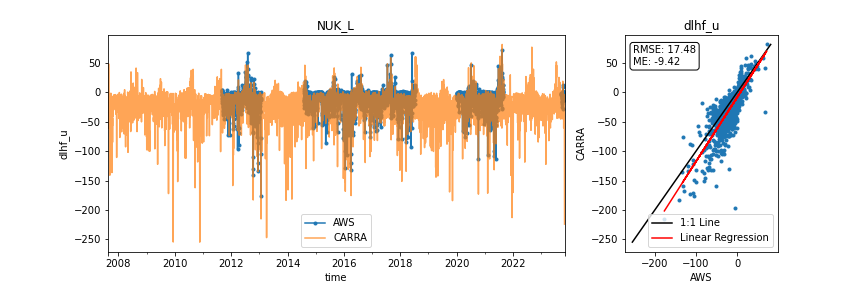 NUK_L
dlhf_u
50
0
−50
−100
−150
−200
−250
dlhf_u
2008
2010
2012
2014
2016
2018
2020
2022
time
AWS
CARRA
dlhf_u
RMSE: 17.48
ME: -9.42
50
0
−50
−100
−150
−200
−250
CARRA
−200
−100
0
AWS
1:1 Line
Linear Regression